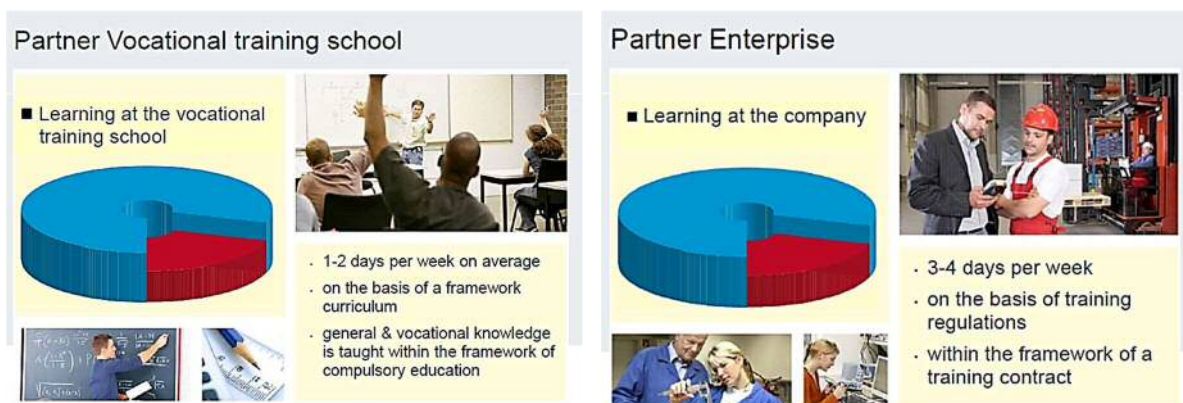 Partner Vocational training school
■ Learning at the vocational
training school
· 1-2 days per week on average
· on the basis of a framework
curriculum
· general & vocational knowledge
is taught within the framework of
compulsory education
Partner Enterprise
■ Learning at the company
· 3-4 days per week
· on the basis of training
regulations
· within the framework of a
training contract